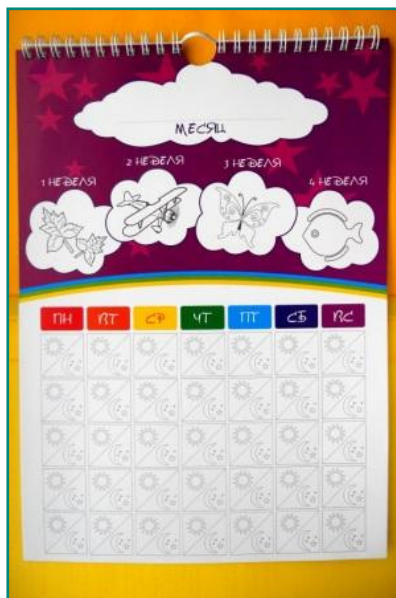 МЕСЯЦ
2 НЕДЕЛЯ
3 НЕДЕЛЯ
1 НЕДЕЛЯ
4 НЕДЕЛЯ
ПН ВТ СР ЧТ ПТ СБ ВС